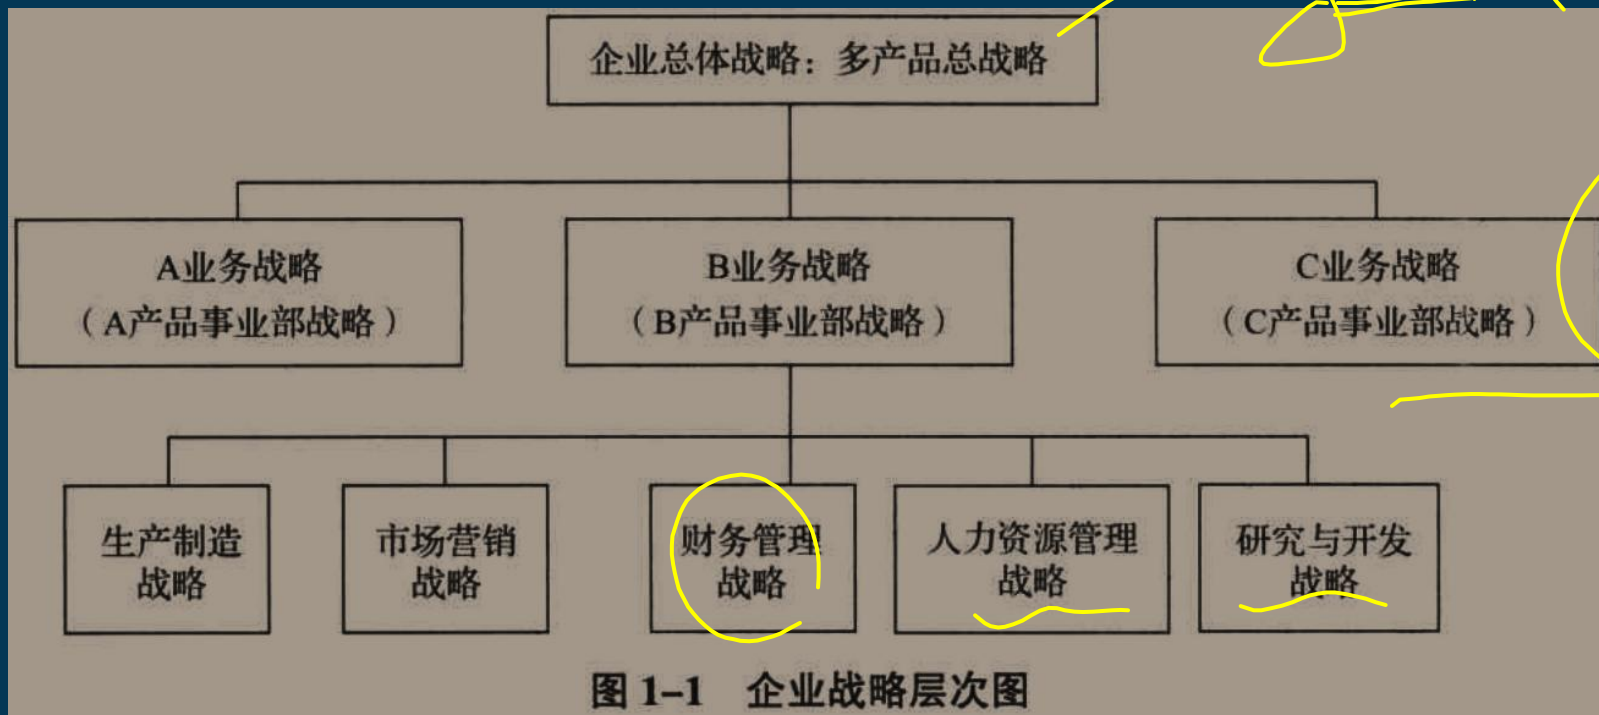 企业总体战略：多产品总战略
A业务战略
（A产品事业部战略）
B业务战略
（B产品事业部战略）
C业务战略
（C产品事业部战略）
生产制造
战略
市场营销
战略
财务管理
战略
人力资源管理
战略
研究与开发
战略
图 1-1 企业战略层次图